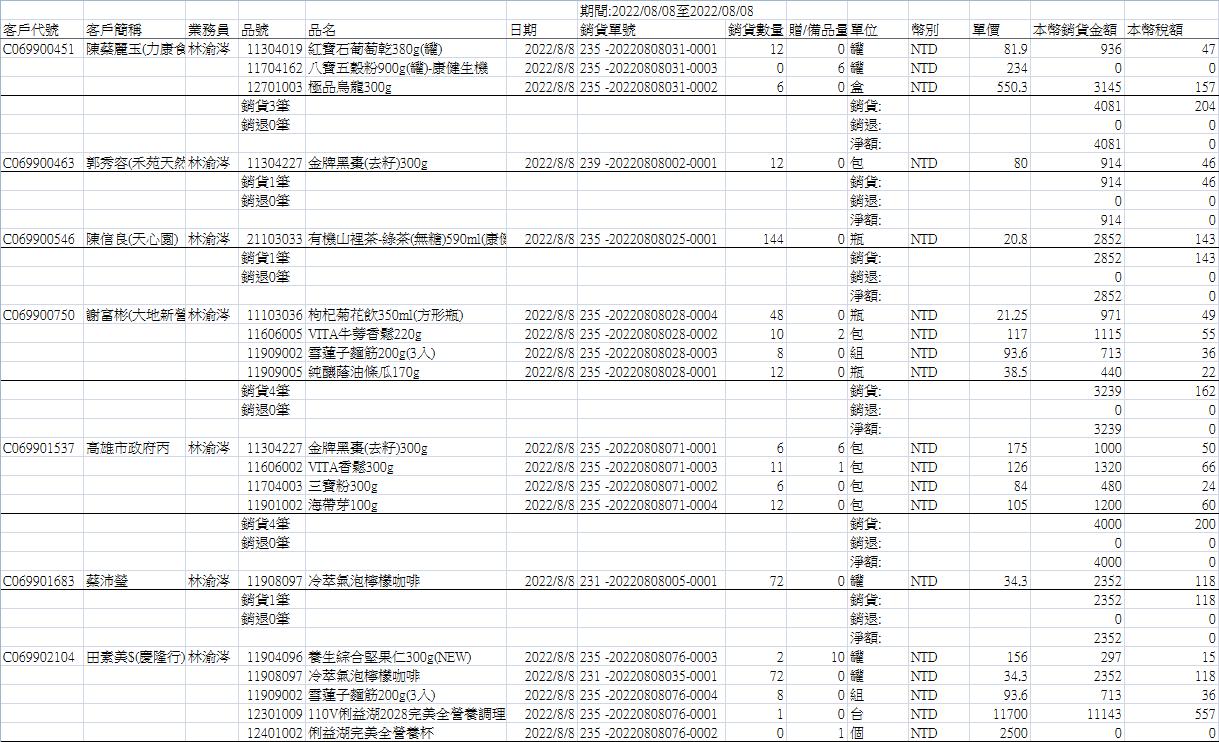 期間:2022/08/08至2022/08/08
客戶代號 客戶簡稱 業務員 品號 品名 日期 銷貨單號 銷貨數量 贈/備品量 單位 幣別 單價 本幣銷貨金額 本幣稅額
C069900451 陳蔡麗玉(力康食 林渝涔 11304019 紅寶石葡萄乾380g(罐) 2022/8/8 235 -20220808031-0001 12 0 罐 NTD 81.9 936 47
11704162 八寶五穀粉900g(罐)-康健生機 2022/8/8 235 -20220808031-0003 0 6 罐 NTD 234 0 0
12701003 極品烏龍300g 2022/8/8 235 -20220808031-0002 6 0 盒 NTD 550.3 3145 157
銷貨3筆 銷貨: 4081 204
銷退0筆 銷退: 0 0
淨額: 4081 0
C069900463 郭秀容(禾苑天然 林渝涔 11304227 金牌黑棗(去籽)300g 2022/8/8 239 -20220808002-0001 12 0 包 NTD 80 914 46
銷貨1筆 銷貨: 914 46
銷退0筆 銷退: 0 0
淨額: 914 0
C069900546 陳信良(天心園) 林渝涔 21103033 有機山裡茶-綠茶(無糖)590ml(康健 2022/8/8 235 -20220808025-0001 144 0 瓶 NTD 20.8 2852 143
銷貨1筆 銷貨: 2852 143
銷退0筆 銷退: 0 0
淨額: 2852 0
C069900750 謝富彬(大地新營 林渝涔 11103036 枸杞菊花飲350ml(方形瓶) 2022/8/8 235 -20220808028-0004 48 0 瓶 NTD 21.25 971 49
11606005 VITA牛蒡香鬆220g 2022/8/8 235 -20220808028-0002 10 2 包 NTD 117 1115 55
11909002 雪蓮子麵筋200g(3入) 2022/8/8 235 -20220808028-0003 8 0 組 NTD 93.6 713 36
11909005 純釀蔭油條瓜170g 2022/8/8 235 -20220808028-0001 12 0 瓶 NTD 38.5 440 22
銷貨4筆 銷貨: 3239 162
銷退0筆 銷退: 0 0
淨額: 3239 0
C069901537 高雄市政府丙 林渝涔 11304227 金牌黑棗(去籽)300g 2022/8/8 235 -20220808071-0001 6 6 包 NTD 175 1000 50
11606002 VITA香鬆300g 2022/8/8 235 -20220808071-0003 11 1 包 NTD 126 1320 66
11704003 三寶粉300g 2022/8/8 235 -20220808071-0002 6 0 包 NTD 84 480 24
11901002 海帶芽100g 2022/8/8 235 -20220808071-0004 12 0 包 NTD 105 1200 60
銷貨4筆 銷貨: 4000 200
銷退0筆 銷退: 0 0
淨額: 4000 0
C069901683 蔡沛瑩 林渝涔 11908097 冷萃氣泡檸檬咖啡 2022/8/8 231 -20220808005-0001 72 0 罐 NTD 34.3 2352 118
銷貨1筆 銷貨: 2352 118
銷退0筆 銷退: 0 0
淨額: 2352 0
C069902104 田素美$(慶隆行) 林渝涔 11904096 養生綜合堅果仁300g(NEW) 2022/8/8 235 -20220808076-0003 2 10 罐 NTD 156 297 15
11908097 冷萃氣泡檸檬咖啡 2022/8/8 231 -20220808035-0001 72 0 罐 NTD 34.3 2352 118
11909002 雪蓮子麵筋200g(3入) 2022/8/8 235 -20220808076-0004 8 0 組 NTD 93.6 713 36
12301009 110V俐益湖2028完美全營養調理 2022/8/8 235 -20220808076-0001 1 0 台 NTD 11700 11143 557
12401002 俐益湖完美全營養杯 2022/8/8 235 -20220808076-0002 0 1 個 NTD 2500 0 0